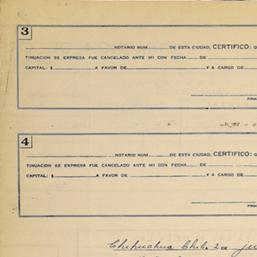 3
NOTARIO NUM. DE ESTA CIUDAD, CERTIFICO: Q
TINUACION SE EXPRESA FUE CANCELADO ANTE MI CON FECHA DE
CAPITAL: $ A FAVOR DE Y A CARGO DE
4
NOTARIO NUM. DE ESTA CIUDAD, CERTIFICO: QU
TINUACION SE EXPRESA FUE CANCELADO ANTE MI CON FECHA DE
CAPITAL: $ A FAVOR DE Y A CARGO DE
Chihuahua Chih.